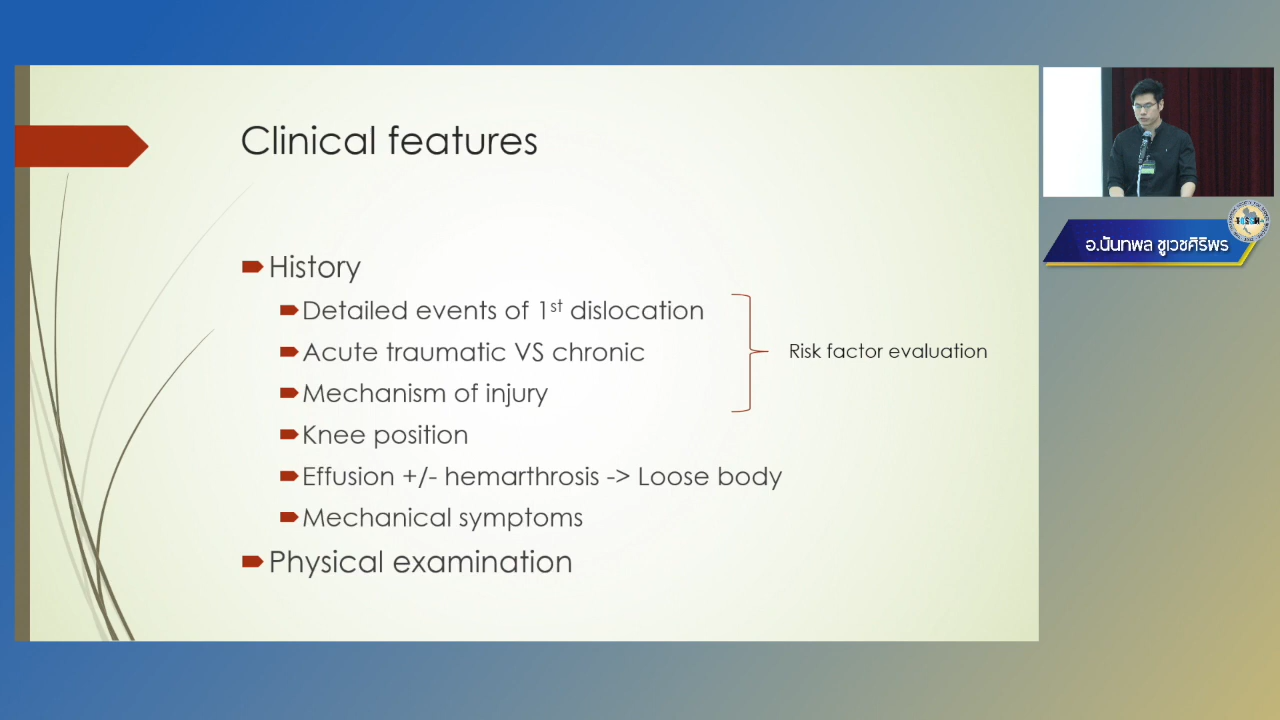 Clinical features
History
Detailed events of 1st dislocation
Acute traumatic VS chronic
Mechanism of injury
Risk factor evaluation
Knee position
Effusion +/- hemarthrosis -> Loose body
Mechanical symptoms
Physical examination
อ.นันทพล ชูเวชศิริพร